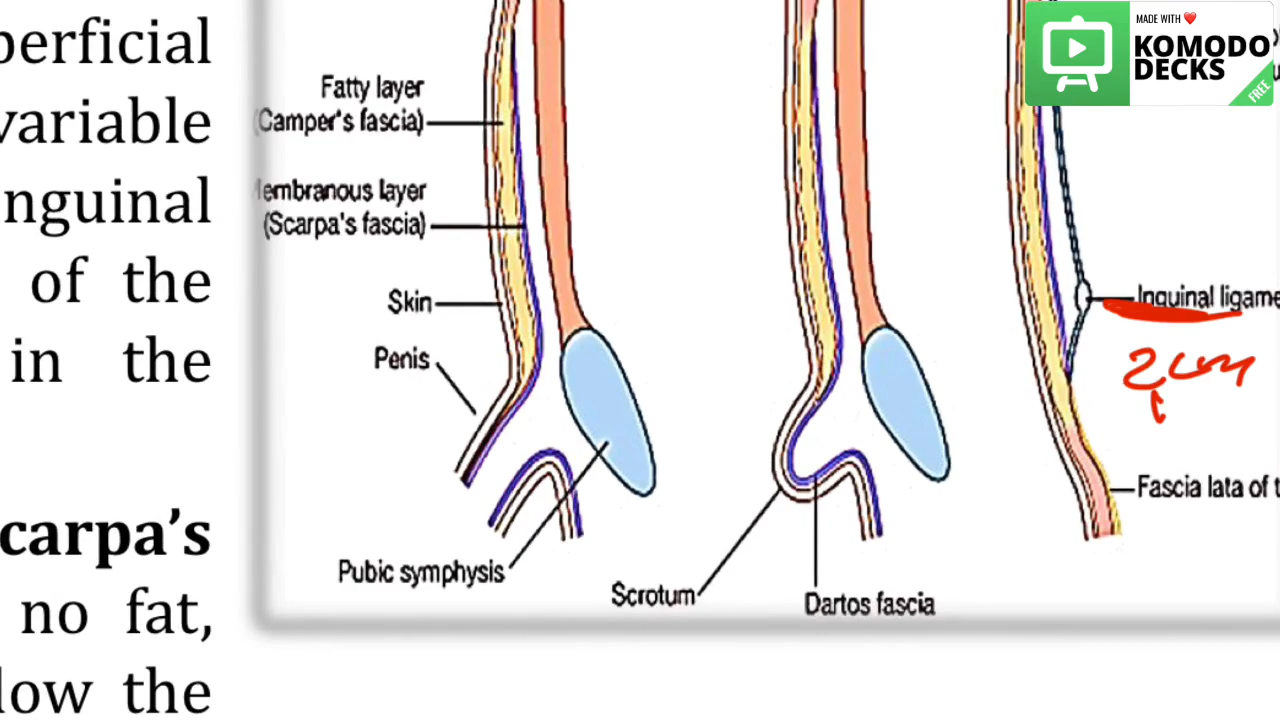 perficial
variable
nguinal
of the
in the
carpa's
no fat,
low the
Fatty layer
(Camper's fascia)
embranous layer
(Scarpa's fascia)
Skin
Penis
Pubic symphysis
Scrotum
Dartos fascia
Inguinal ligame
2cm
Fascia lata of t
MADE WITH
KOMODO
DECKS
FREE